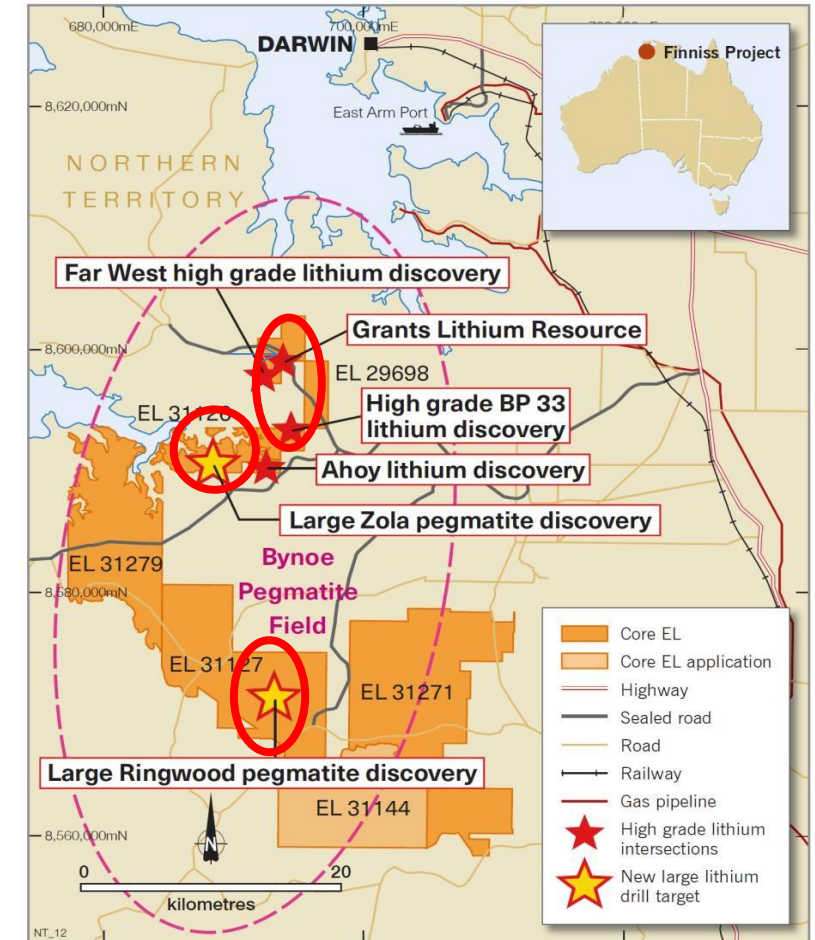 680,000mE
700,000mE
DARWIN
Finniss Project
8,620,000mN
East Arm Port
NORTHERN
TERRITORY
Far West high grade lithium discovery
Grants Lithium Resource
8,600,000mN
EL 29698
High grade BP 33
lithium discovery
EL 31126
Ahoy lithium discovery
Large Zola pegmatite discovery
Bynoe
Pegmatite
Field
EL 31279
8,580,000mN
EL 31127
EL 31271
Large Ringwood pegmatite discovery
EL 31144
8,560,000mN
N
0 20
kilometres
NT_12
Core EL
Core EL application
Highway
Sealed road
Road
Railway
Gas pipeline
High grade lithium
intersections
New large lithium
drill target